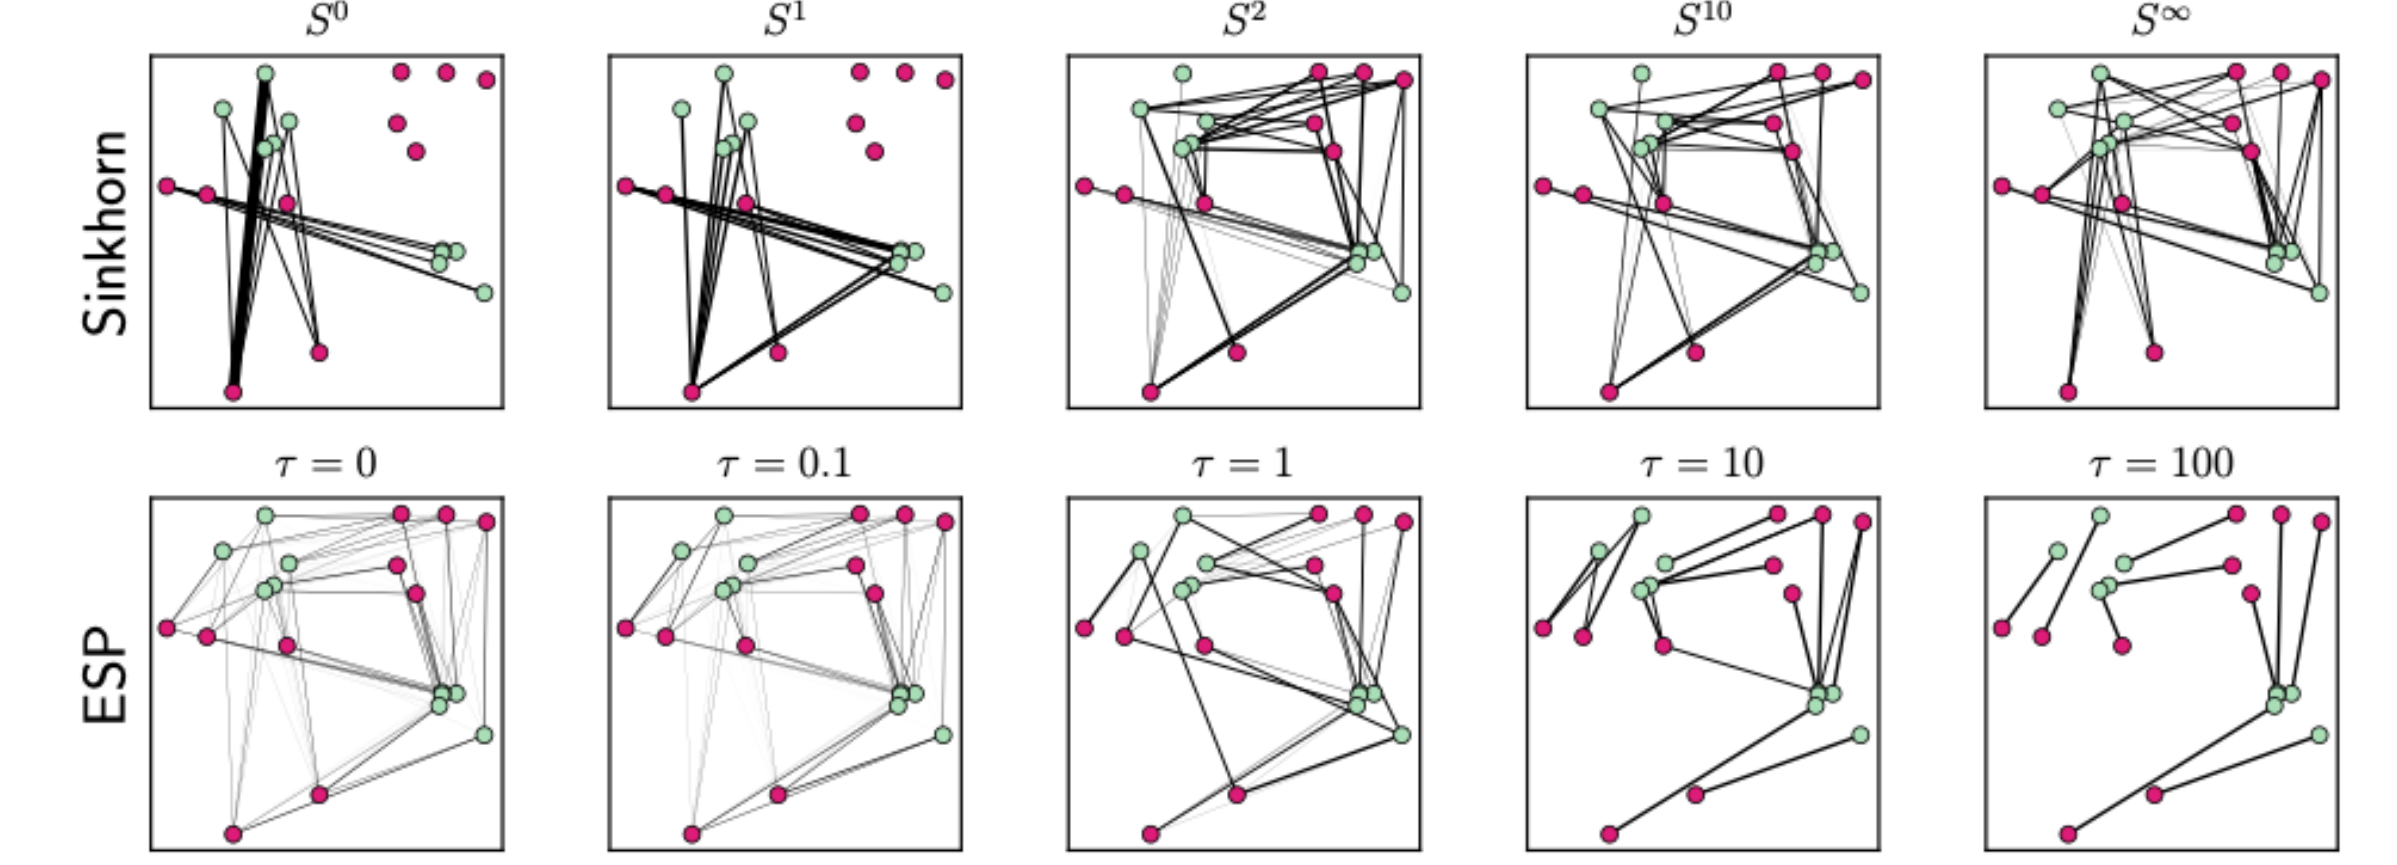 S⁰ S¹ S² S¹⁰ S^∞
Sinkhorn
τ = 0 τ = 0.1 τ = 1 τ = 10 τ = 100
ESP